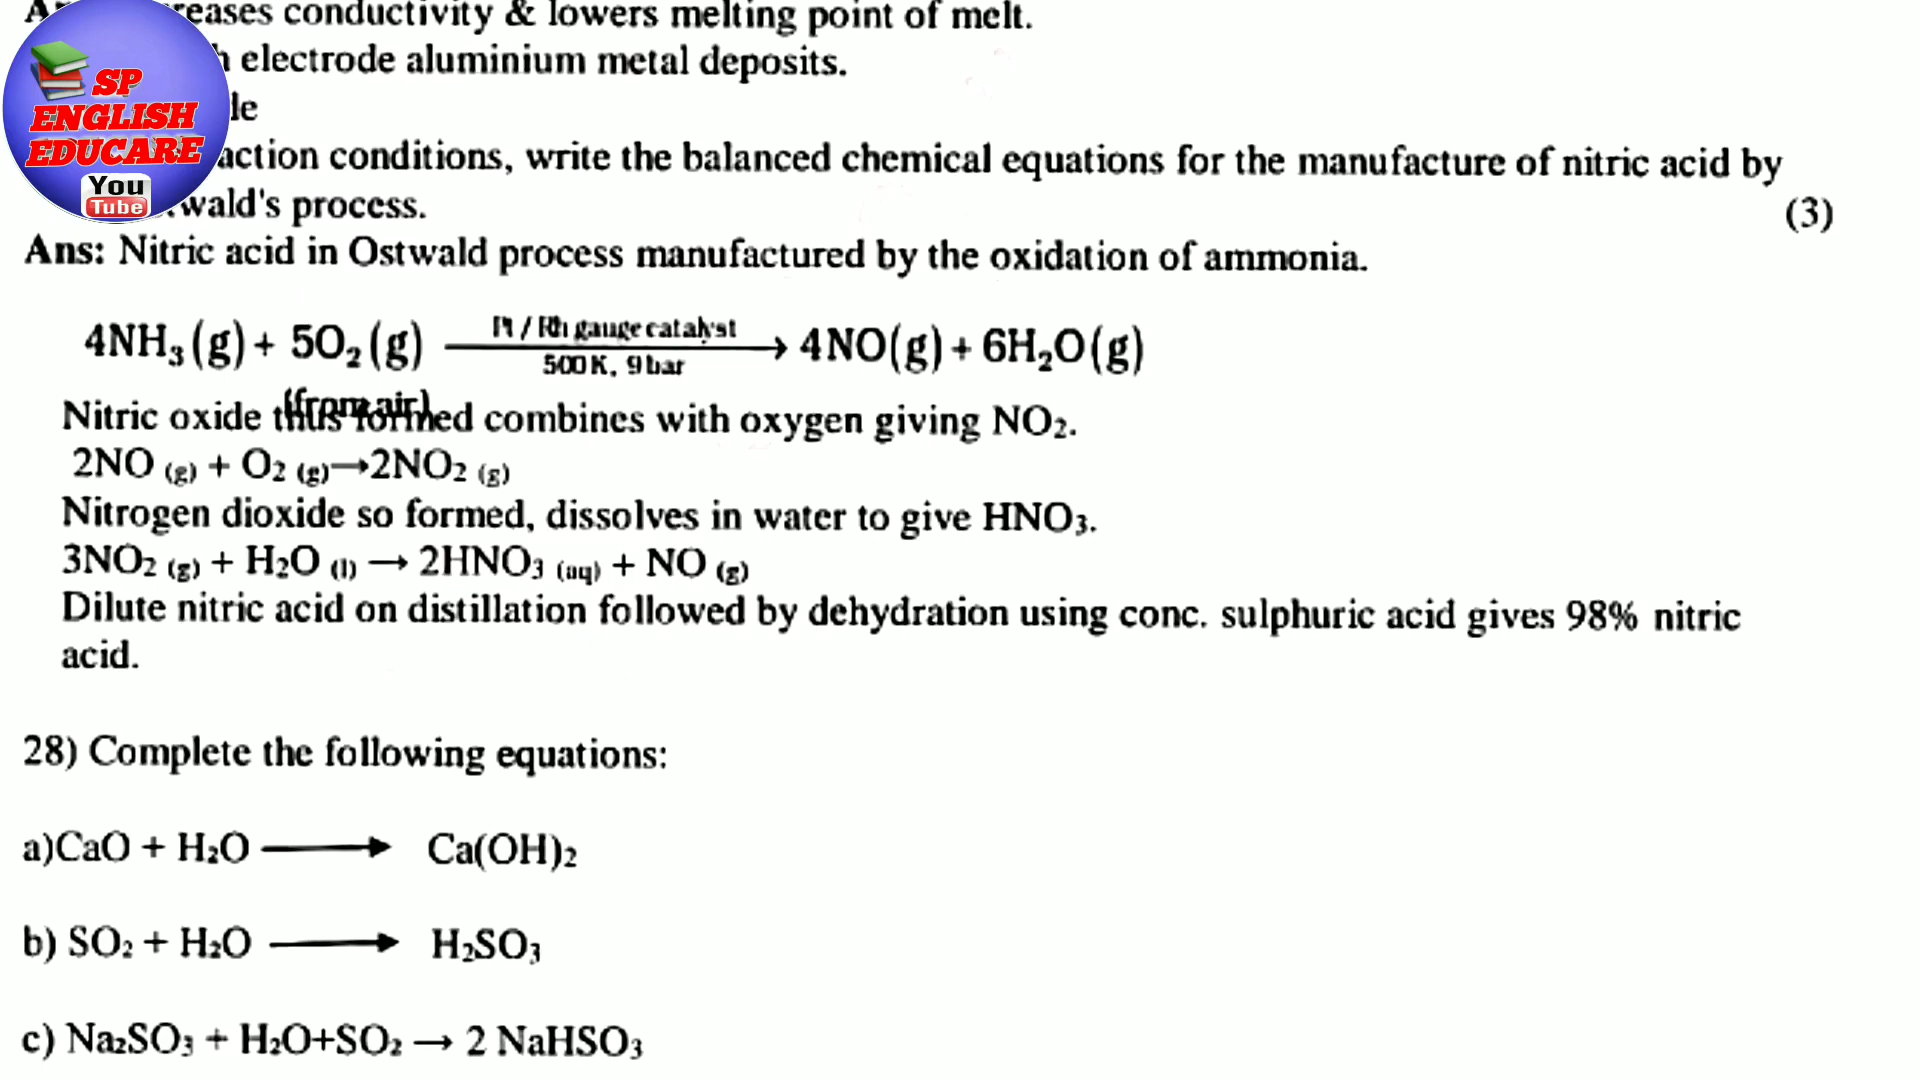 reases conductivity & lowers melting point of melt.
electrode aluminium metal deposits.
le
action conditions, write the balanced chemical equations for the manufacture of nitric acid by
wald's process. (3)
Ans: Nitric acid in Ostwald process manufactured by the oxidation of ammonia.
4NH₃(g) + 5O₂(g) Pt / Rh gauge catalyst → 4NO(g) + 6H₂O(g)
500 K, 9 bar
(from air)
Nitric oxide thus formed combines with oxygen giving NO₂.
2NO (g) + O₂ (g)→2NO₂ (g)
Nitrogen dioxide so formed, dissolves in water to give HNO₃.
3NO₂ (g) + H₂O (l) → 2HNO₃ (aq) + NO (g)
Dilute nitric acid on distillation followed by dehydration using conc. sulphuric acid gives 98% nitric
acid.
28) Complete the following equations:
a)CaO + H₂O → Ca(OH)₂
b) SO₂ + H₂O → H₂SO₃
c) Na₂SO₃ + H₂O+SO₂ → 2 NaHSO₃
SP
ENGLISH
EDUCARE
You
Tube